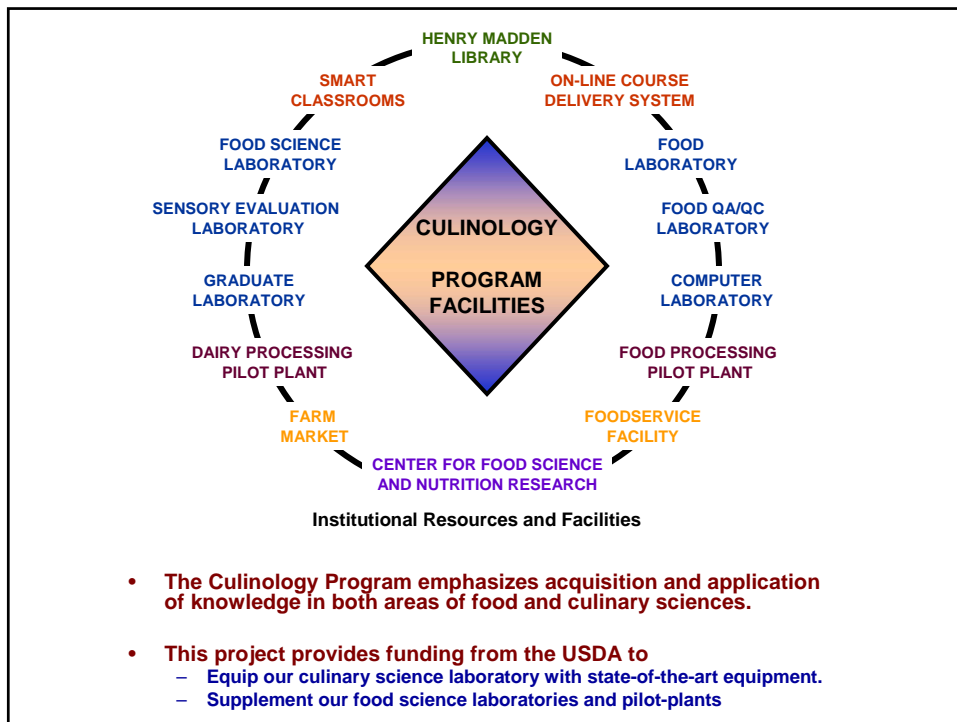 HENRY MADDEN
LIBRARY
SMART
CLASSROOMS
ON-LINE COURSE
DELIVERY SYSTEM
FOOD SCIENCE
LABORATORY
FOOD
LABORATORY
SENSORY EVALUATION
LABORATORY
FOOD QA/QC
LABORATORY
CULINOLOGY
PROGRAM
FACILITIES
GRADUATE
LABORATORY
COMPUTER
LABORATORY
DAIRY PROCESSING
PILOT PLANT
FOOD PROCESSING
PILOT PLANT
FARM
MARKET
FOODSERVICE
FACILITY
CENTER FOR FOOD SCIENCE
AND NUTRITION RESEARCH
Institutional Resources and Facilities
• The Culinology Program emphasizes acquisition and application
of knowledge in both areas of food and culinary sciences.
• This project provides funding from the USDA to
– Equip our culinary science laboratory with state-of-the-art equipment.
– Supplement our food science laboratories and pilot-plants